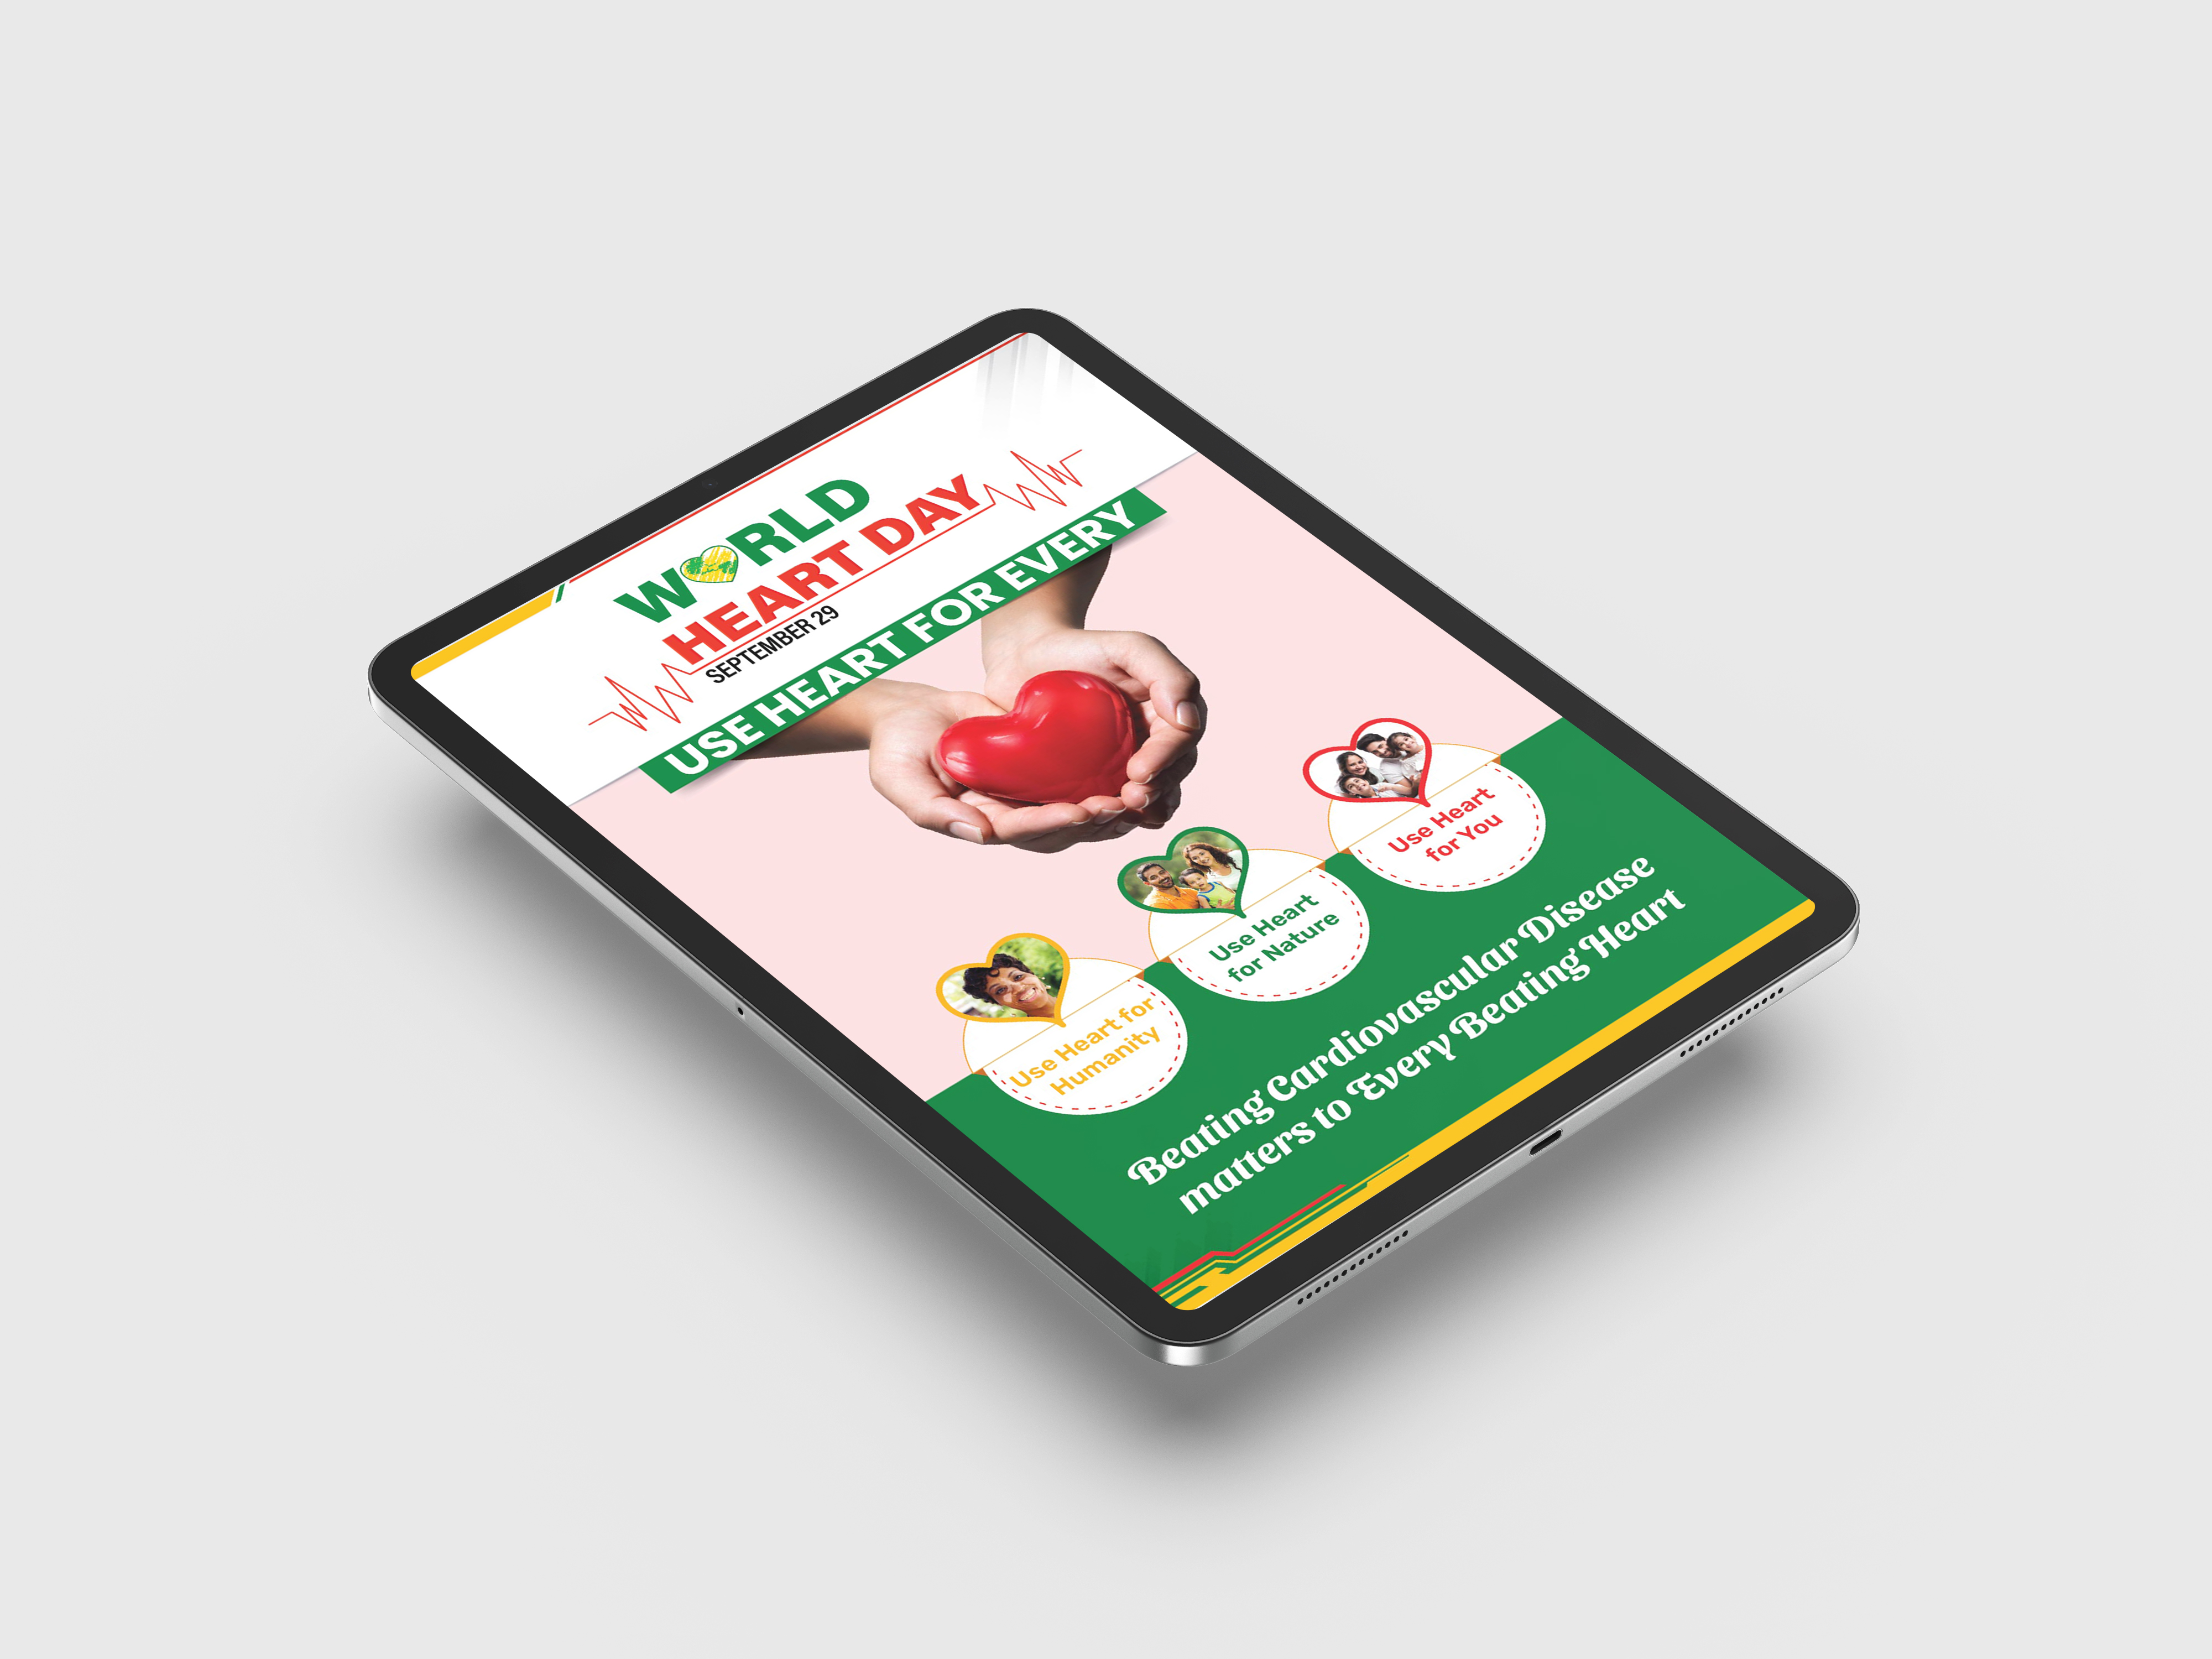 WORLD
HEART DAY
SEPTEMBER 29
USE HEART FOR EVERY
Use Heart for
Humanity
Use Heart
for Nature
Use Heart
for You
Beating Cardiovascular Disease
matters to Every Beating Heart